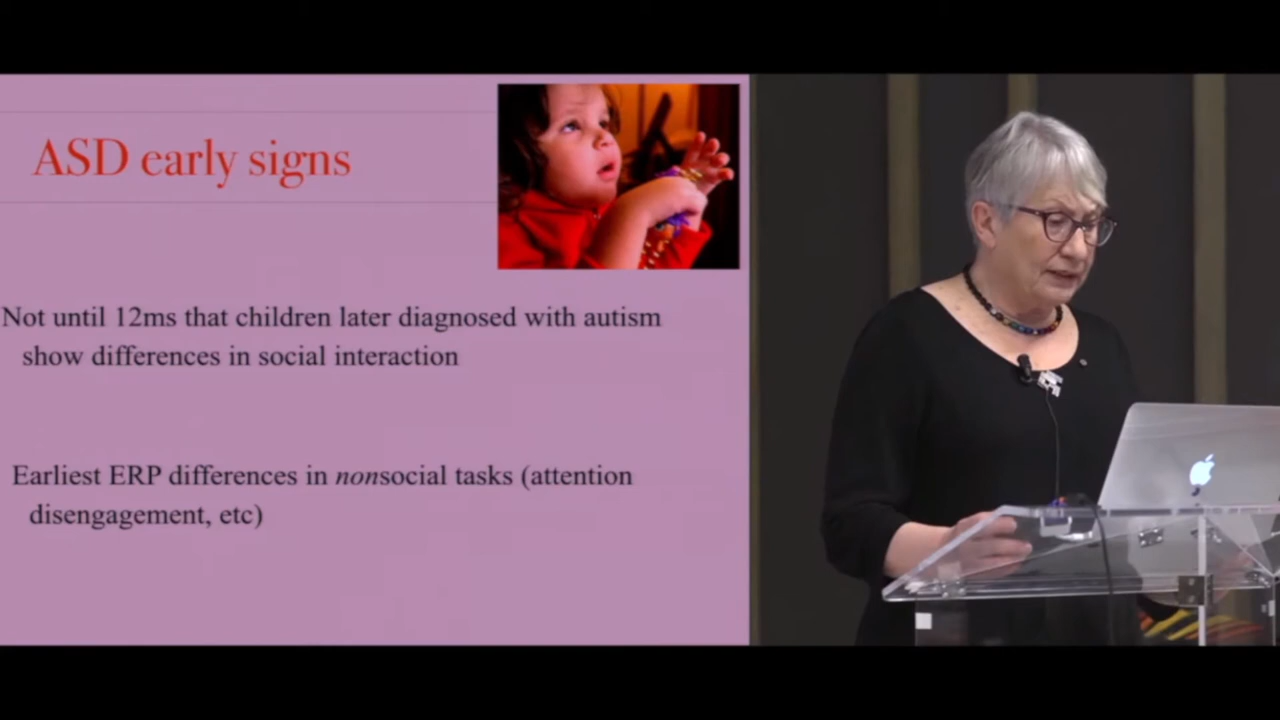 ASD early signs
Not until 12ms that children later diagnosed with autism
show differences in social interaction
Earliest ERP differences in nonsocial tasks (attention
disengagement, etc)